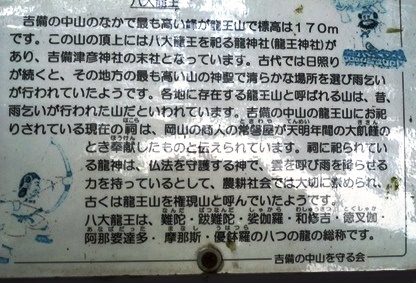 八大龍王
吉備の中山のなかで最も高い峰が龍王山で標高は170m
です。この山の頂上には八大龍王を祀る龍神社(龍王神社)が
あり、吉備津彦神社の末社となっています。古代では日照り
が続くと、その地方の最も高い山の神聖で清らかな場所を選び雨乞い
が行われていたようです。各地に存在する龍王山と呼ばれる山は、昔、
雨乞いが行われた山だといわれています。吉備の中山の龍王山にお祀
りされている現在の祠は、岡山の商人の常磐屋が天明年間の大飢饉の
とき奉献したものと伝えられています。祠に祀られてい
る龍神は、仏法を守護する神で、雲を呼び雨を降らせる
力を持っているとして、農耕社会では大切に崇められ、
古くは龍王山を権現山と呼んでいたようです。
八大龍王は、難陀・跋難陀・娑伽羅・和修吉・徳叉伽・
阿那婆達多・摩那斯・優鉢羅の八つの龍の総称です。
吉備の中山を守る会